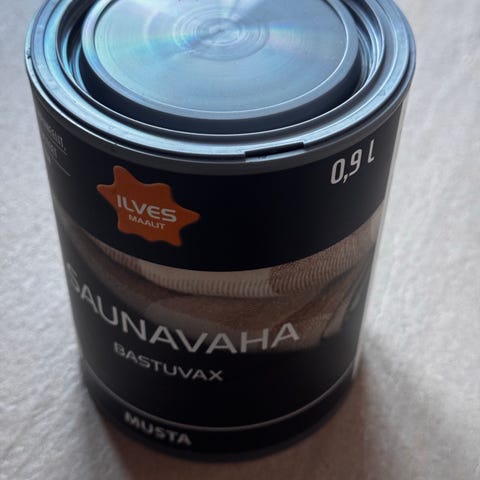 0,9 L
ILVES
MAALIT
SAUNAVAHA
BASTUVAX
MUSTA